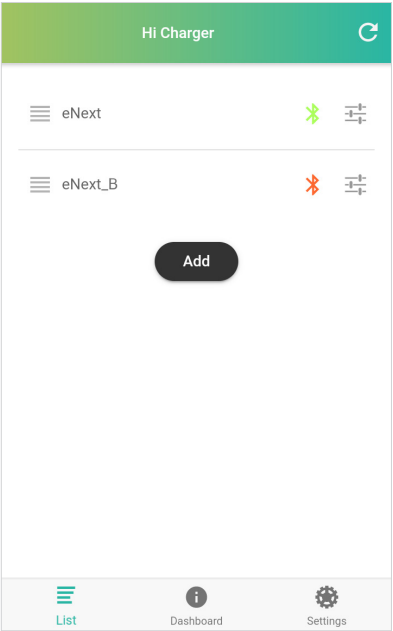 Hi Charger
eNext
eNext_B
Add
List
Dashboard
Settings